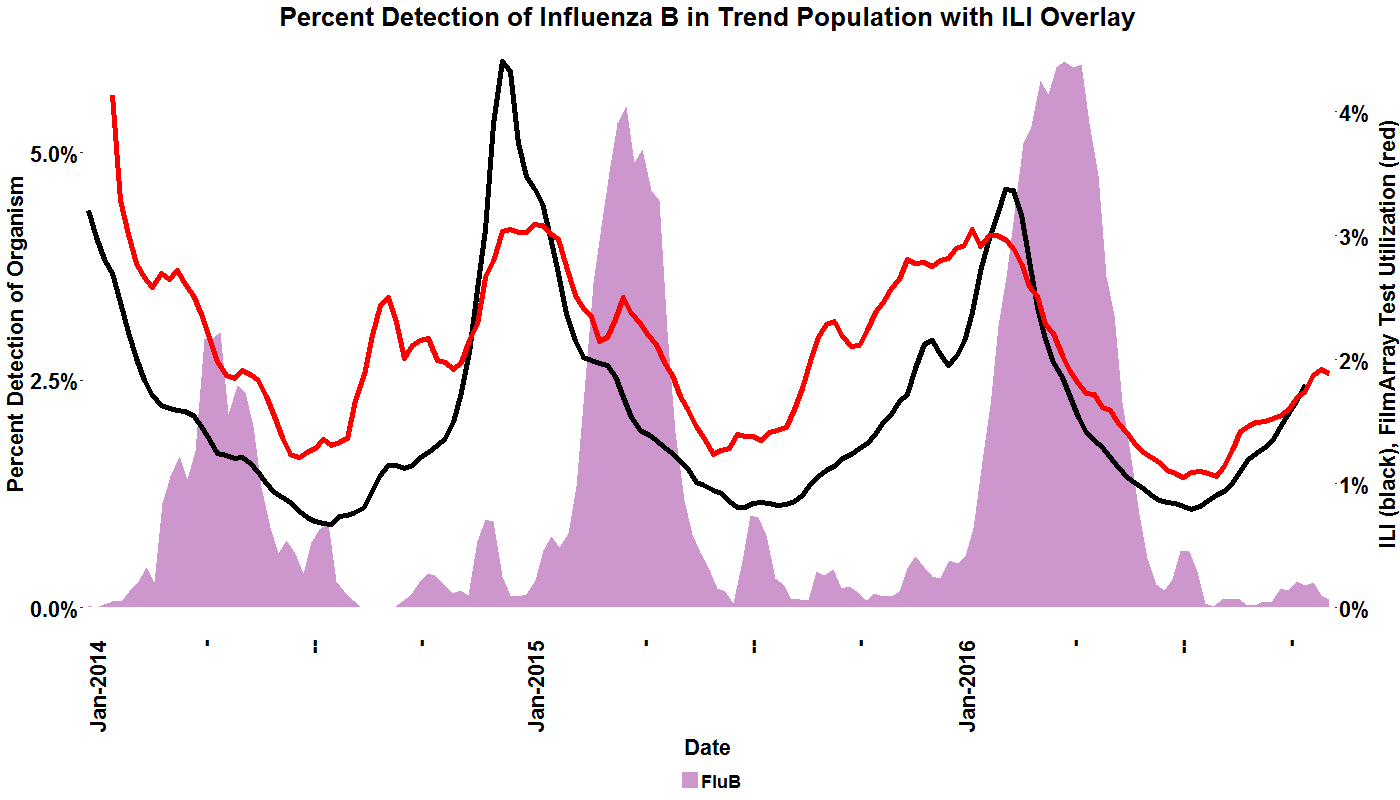 Percent Detection of Influenza B in Trend Population with ILI Overlay
Percent Detection of Organism
5.0%
2.5%
0.0%
4%
3%
2%
1%
0%
ILI (black), FilmArray Test Utilization (red)
Jan-2014
-
--
-
Jan-2015
-
--
-
Jan-2016
-
--
-
Date
FluB